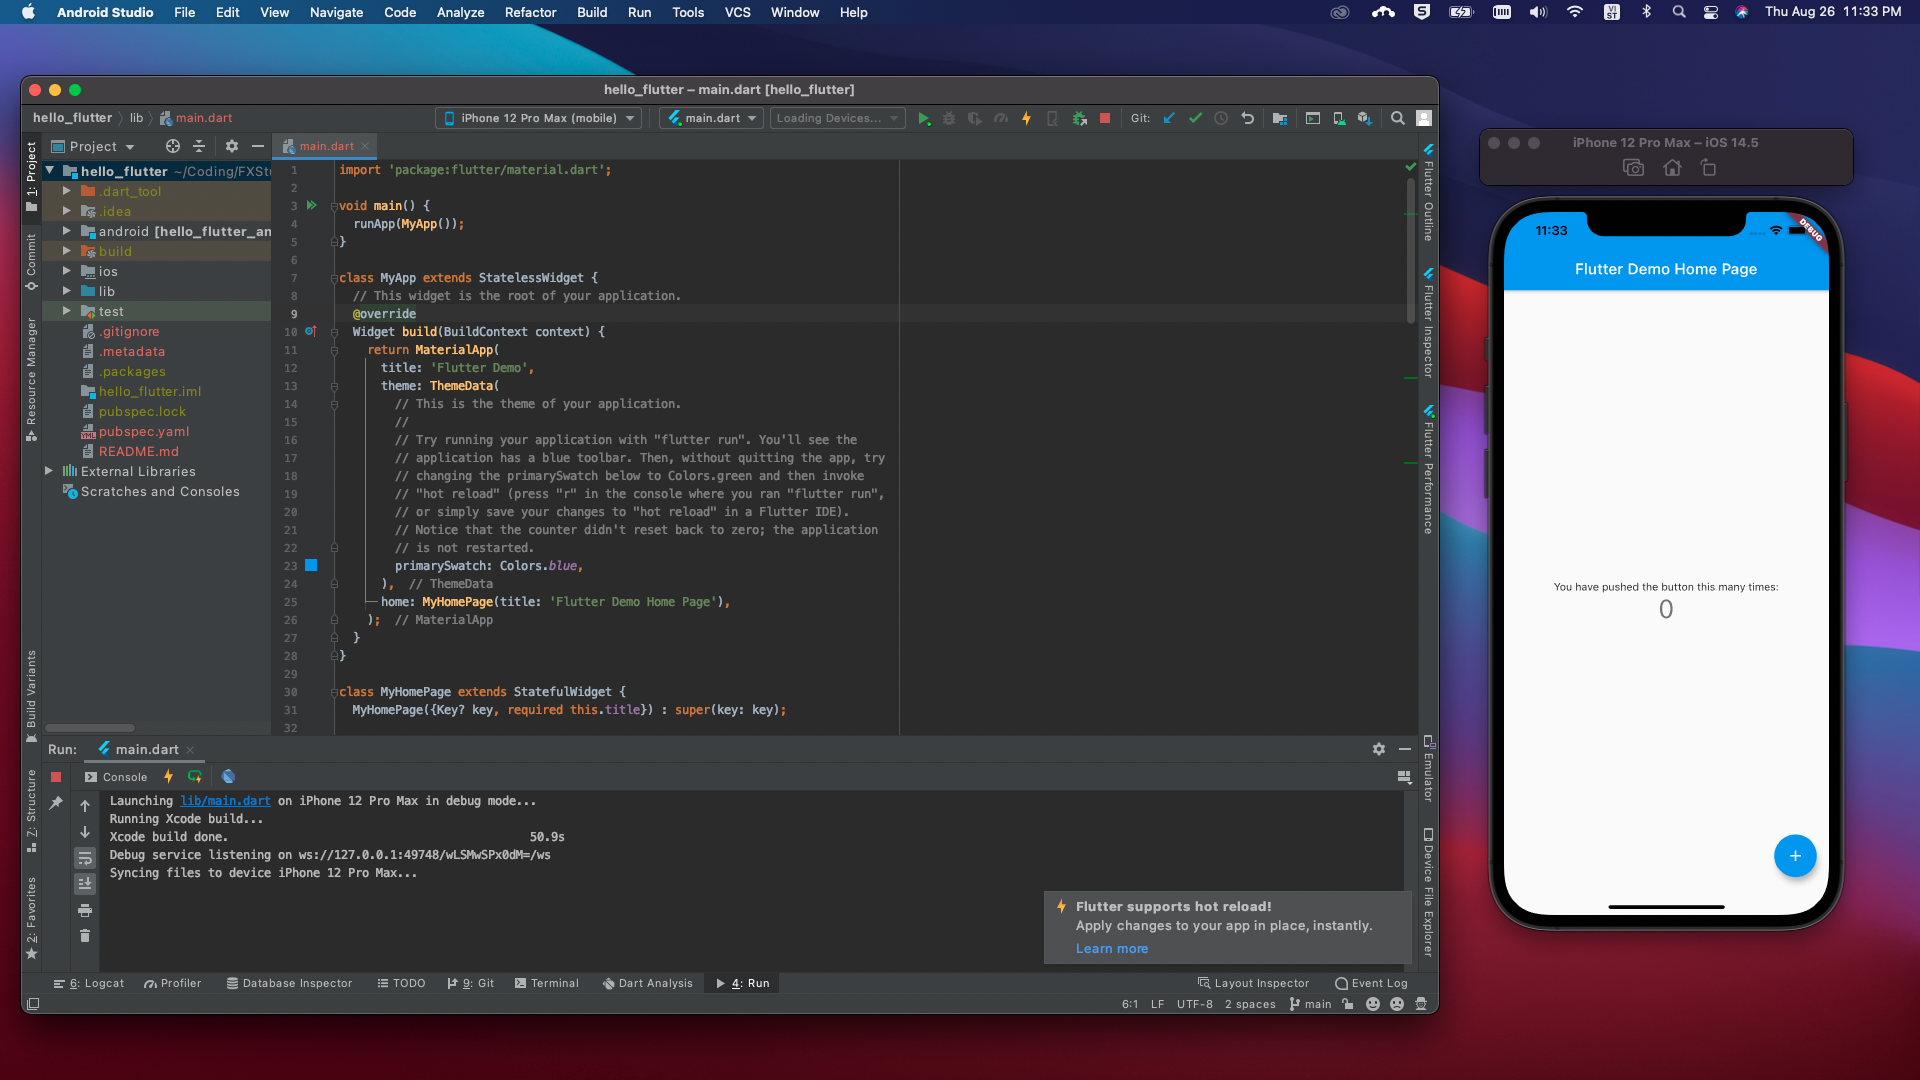 Android Studio File Edit View Navigate Code Analyze Refactor Build Run Tools VCS Window Help
VI
ST
Thu Aug 26 11:33 PM
hello_flutter – main.dart [hello_flutter]
hello_flutter lib main.dart
iPhone 12 Pro Max (mobile)
main.dart
Loading Devices...
Git:
1: Project
Commit
Resource Manager
Build Variants
7: Structure
2: Favorites
Project
hello_flutter ~/Coding/FXStu
.dart_tool
.idea
android [hello_flutter_an
build
ios
lib
test
.gitignore
.metadata
.packages
hello_flutter.iml
pubspec.lock
pubspec.yaml
README.md
External Libraries
Scratches and Consoles
main.dart
1 import 'package:flutter/material.dart';
2
3 void main() {
4 runApp(MyApp());
5 }
6
7 class MyApp extends StatelessWidget {
8 // This widget is the root of your application.
9 @override
10 Widget build(BuildContext context) {
11 return MaterialApp(
12 title: 'Flutter Demo',
13 theme: ThemeData(
14 // This is the theme of your application.
15 //
16 // Try running your application with "flutter run". You'll see the
17 // application has a blue toolbar. Then, without quitting the app, try
18 // changing the primarySwatch below to Colors.green and then invoke
19 // "hot reload" (press "r" in the console where you ran "flutter run",
20 // or simply save your changes to "hot reload" in a Flutter IDE).
21 // Notice that the counter didn't reset back to zero; the application
22 // is not restarted.
23 primarySwatch: Colors.blue,
24 ), // ThemeData
25 home: MyHomePage(title: 'Flutter Demo Home Page'),
26 ); // MaterialApp
27 }
28 }
29
30 class MyHomePage extends StatefulWidget {
31 MyHomePage({Key? key, required this.title}) : super(key: key);
32
Flutter Outline
Flutter Inspector
Flutter Performance
Emulator
Device File Explorer
Run: main.dart
Console
Launching lib/main.dart on iPhone 12 Pro Max in debug mode...
Running Xcode build...
Xcode build done. 50.9s
Debug service listening on ws://127.0.0.1:49748/wLSMwSPx0dM=/ws
Syncing files to device iPhone 12 Pro Max...
Flutter supports hot reload!
Apply changes to your app in place, instantly.
Learn more
6: Logcat Profiler Database Inspector TODO 9: Git Terminal Dart Analysis 4: Run Layout Inspector Event Log
6:1 LF UTF-8 2 spaces main
iPhone 12 Pro Max – iOS 14.5
11:33
DEBUG
Flutter Demo Home Page
You have pushed the button this many times:
0
+